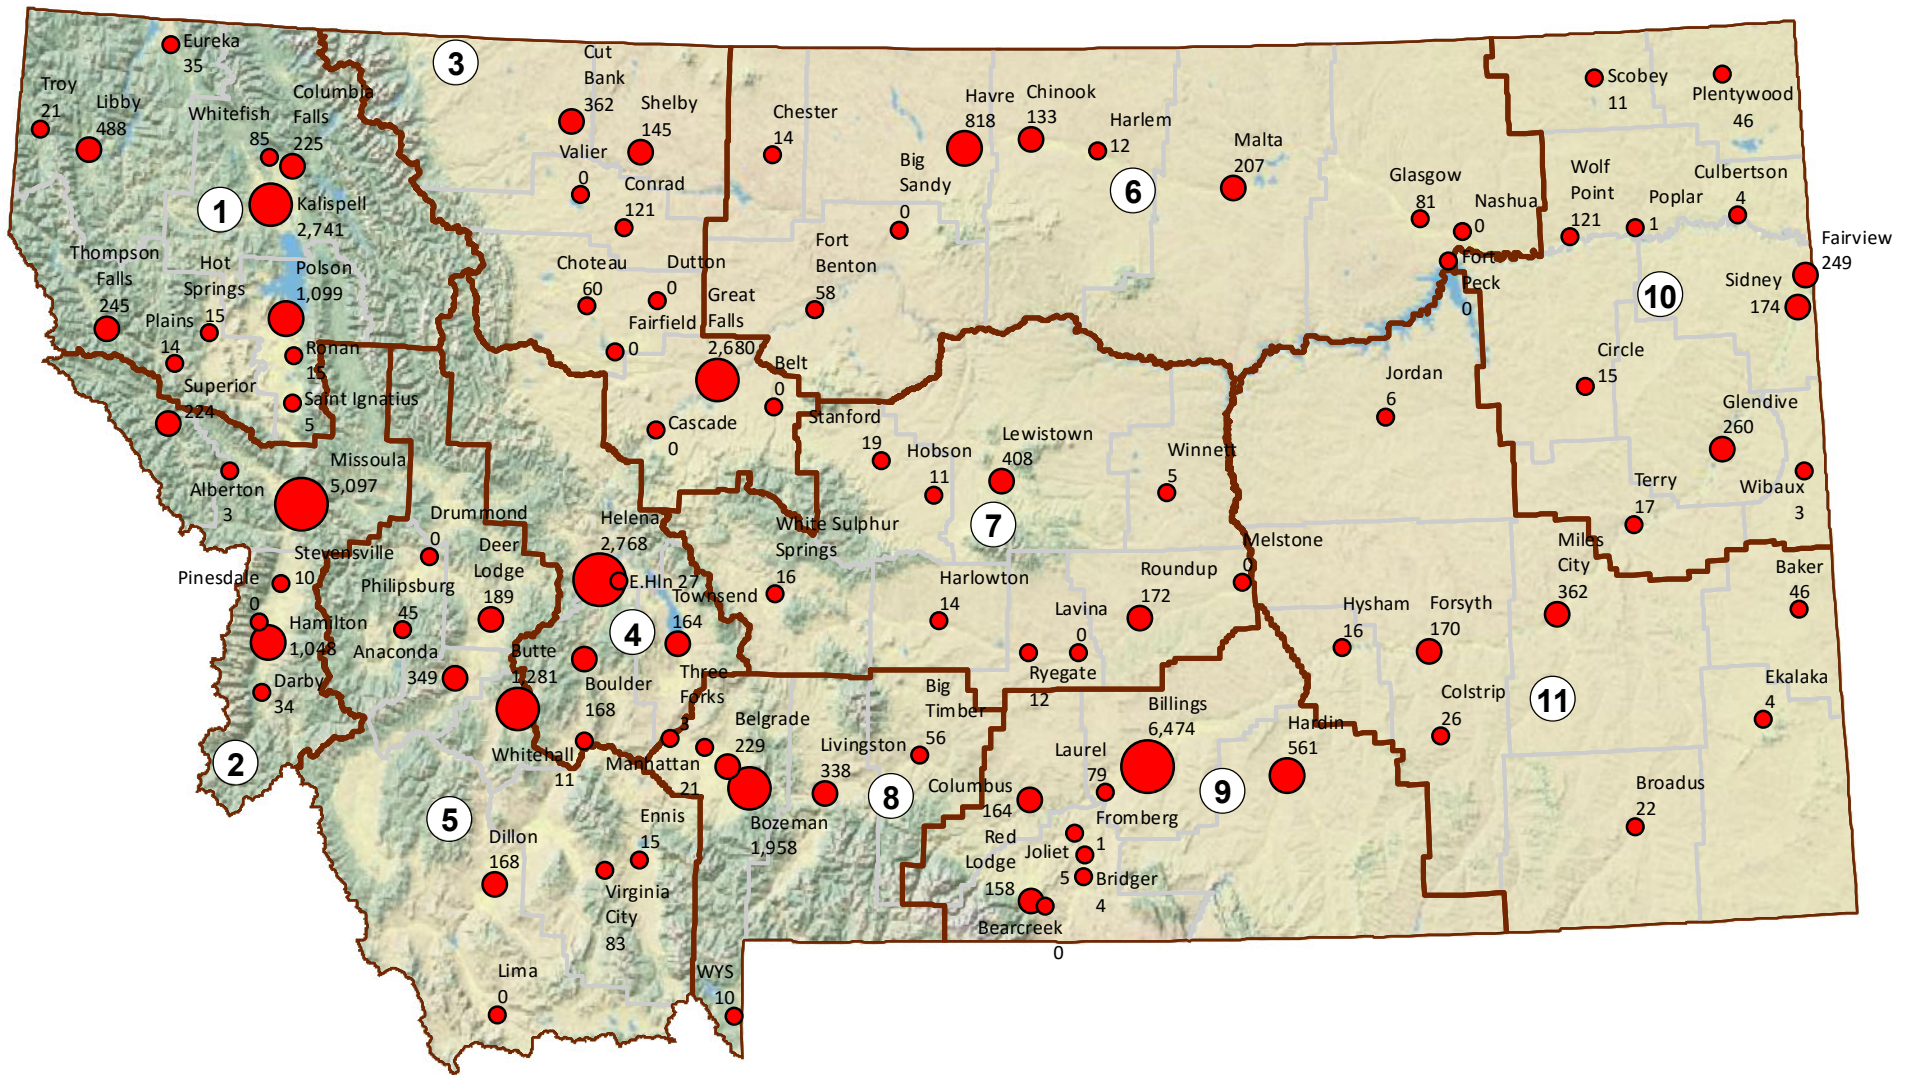 Eureka
35
Troy
21
Libby
488
Whitefish
85
Columbia
Falls
225
1
Kalispell
2,741
Thompson
Falls
245
Hot
Springs
15
Polson
1,099
Plains
14
Ronan
15
Saint Ignatius
5
Superior
224
Alberton
3
Missoula
5,097
Stevensville
10
Pinesdale
0
Hamilton
1,048
Darby
34
2
3
Cut
Bank
362
Shelby
145
Valier
0
Conrad
121
Choteau
60
Dutton
0
Fairfield
0
Great
Falls
2,680
Belt
0
Cascade
0
Drummond
0
Philipsburg
45
Deer
Lodge
189
Anaconda
349
Butte
1,281
Helena
2,768
E.Hln 27
Townsend
164
4
Boulder
168
Three
Forks
3
Whitehall
11
Manhattan
21
5
Dillon
168
Ennis
15
Virginia
City
83
Lima
0
Chester
14
Havre
818
Chinook
133
Harlem
12
6
Big
Sandy
0
Fort
Benton
58
Malta
207
Glasgow
81
Nashua
0
Fort
Peck
0
Stanford
19
Hobson
11
Lewistown
408
Winnett
5
7
White Sulphur
Springs
16
Harlowton
14
Ryegate
12
Lavina
0
Roundup
172
Melstone
0
Belgrade
229
Bozeman
1,958
Livingston
338
8
Big
Timber
56
WYS
10
Columbus
164
Laurel
79
Billings
6,474
9
Hardin
561
Fromberg
1
Joliet
5
Bridger
4
Red
Lodge
158
Bearcreek
0
Scobey
11
Plentywood
46
Wolf
Point
121
Poplar
1
Culbertson
4
Fairview
249
Sidney
174
10
Circle
15
Glendive
260
Terry
17
Wibaux
3
Jordan
6
Miles
City
362
Baker
46
Hysham
16
Forsyth
170
Colstrip
26
11
Ekalaka
4
Broadus
22